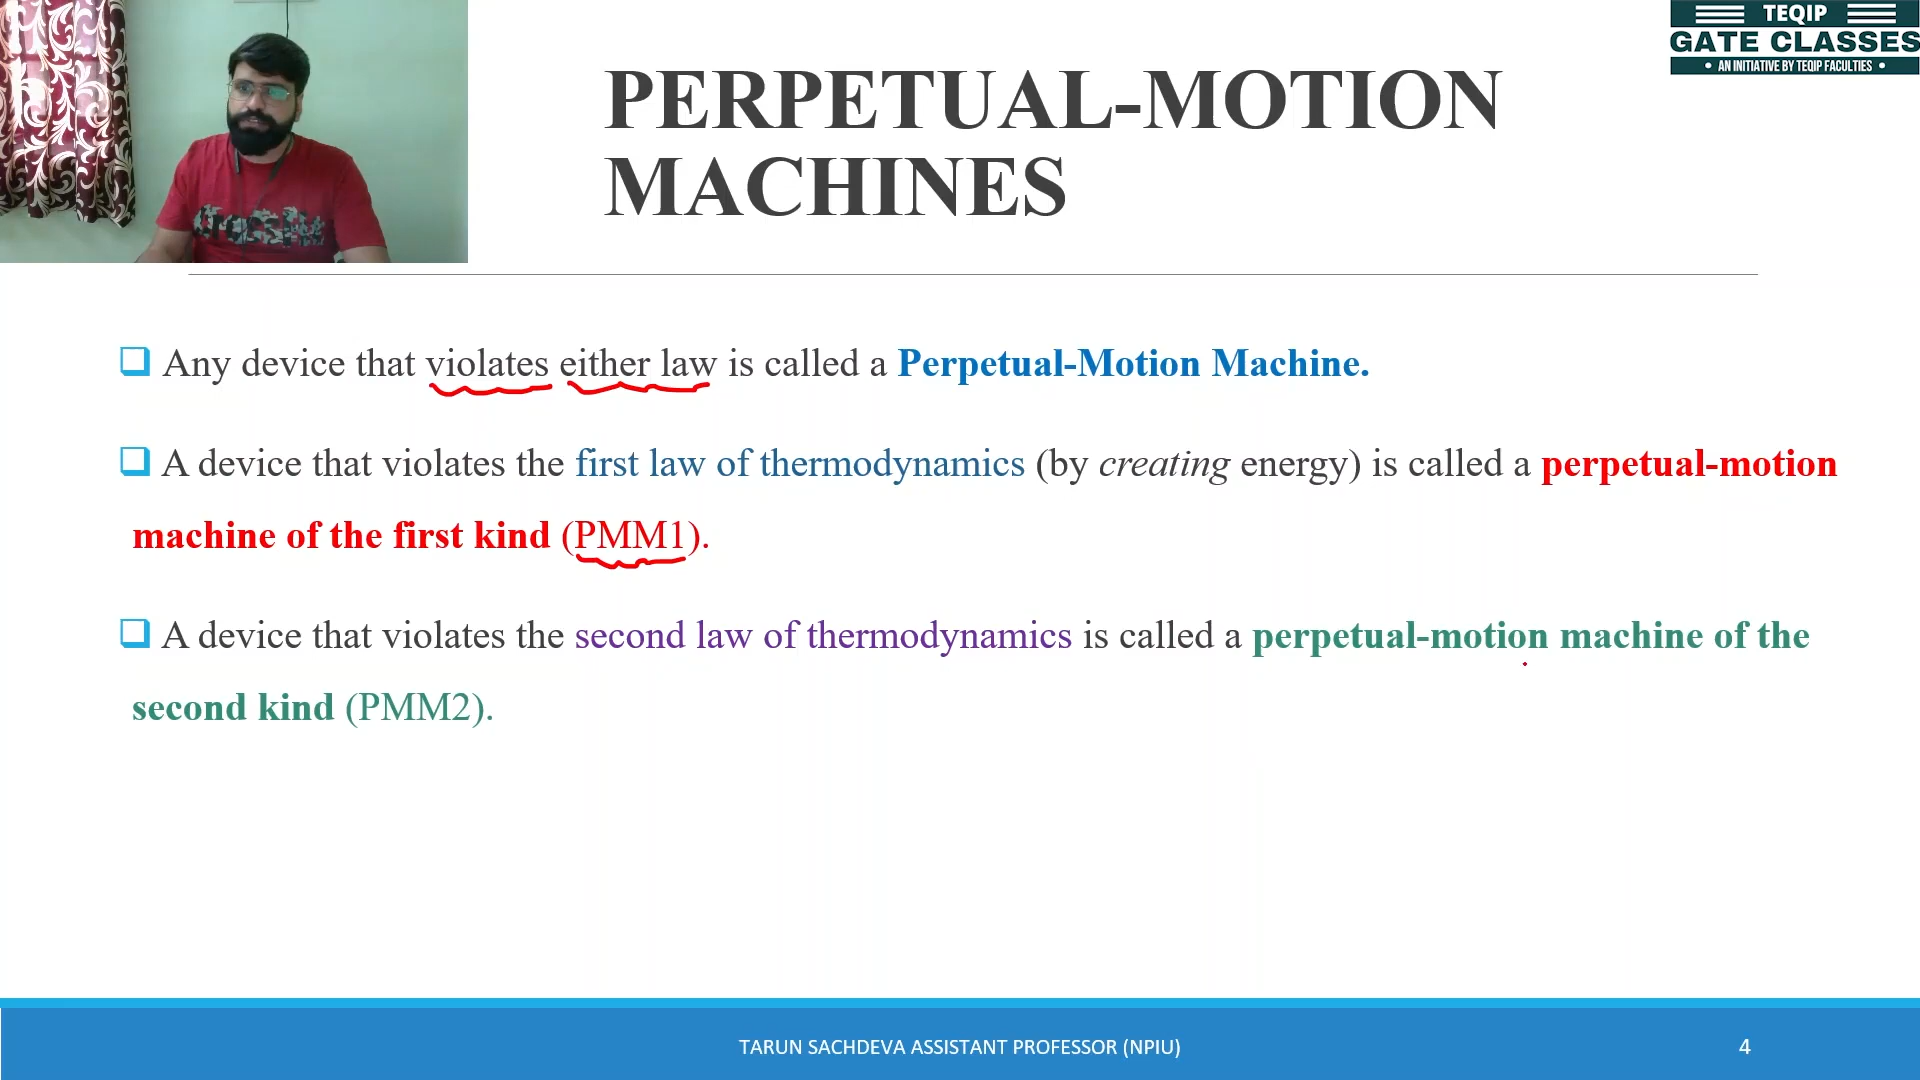 TEQIP
GATE CLASSES
• AN INITIATIVE BY TEQIP FACULTIES •
PERPETUAL-MOTION
MACHINES
Any device that violates either law is called a Perpetual-Motion Machine.
A device that violates the first law of thermodynamics (by creating energy) is called a perpetual-motion
machine of the first kind (PMM1).
A device that violates the second law of thermodynamics is called a perpetual-motion machine of the
second kind (PMM2).
TARUN SACHDEVA ASSISTANT PROFESSOR (NPIU)
4